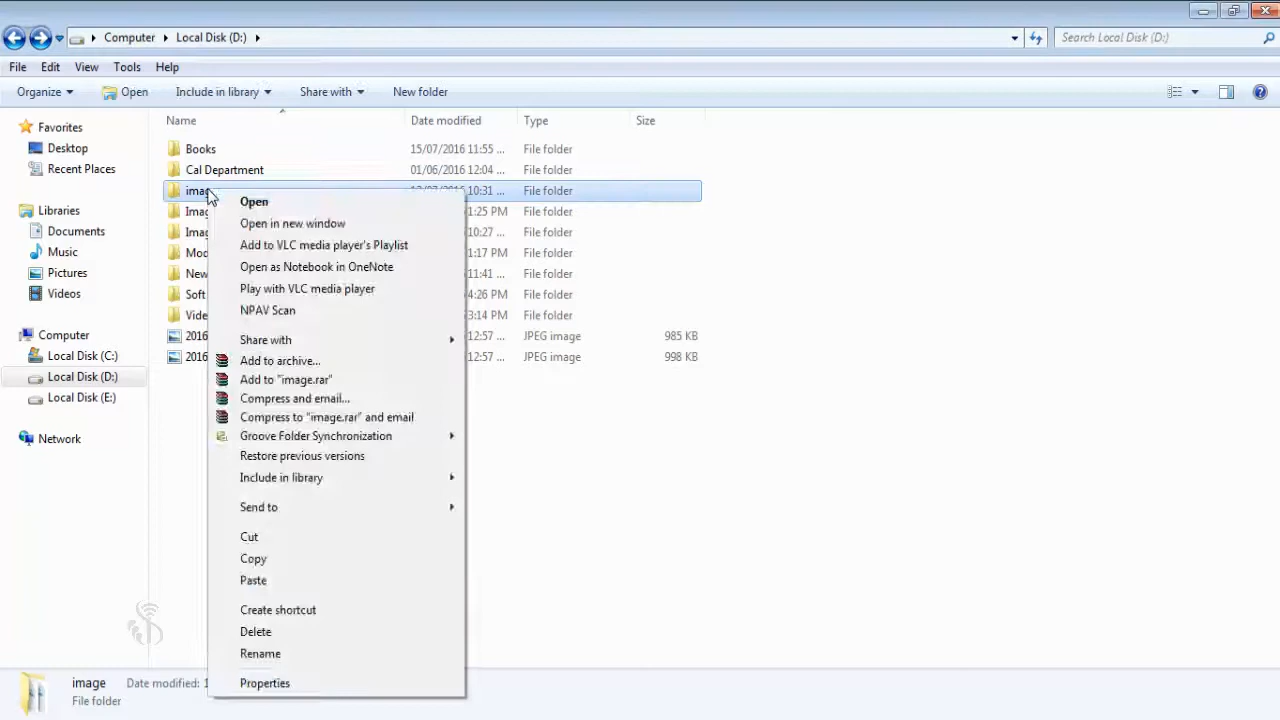 Computer Local Disk (D:) Search Local Disk (D:)
File Edit View Tools Help
Organize Open Include in library Share with New folder
Name Date modified Type Size
Favorites
Desktop
Recent Places
Libraries
Documents
Music
Pictures
Videos
Computer
Local Disk (C:)
Local Disk (D:)
Local Disk (E:)
Network
Books 15/07/2016 11:55 ... File folder
Cal Department 01/06/2016 12:04 ... File folder
imag 10:31 ... File folder
Imag 1:25 PM File folder
Imag 10:27 ... File folder
Mod 1:17 PM File folder
New 11:41 ... File folder
Soft 4:26 PM File folder
Vide 3:14 PM File folder
2016 12:57 ... JPEG image 985 KB
2016 12:57 ... JPEG image 998 KB
Open
Open in new window
Add to VLC media player's Playlist
Open as Notebook in OneNote
Play with VLC media player
NPAV Scan
Share with
Add to archive...
Add to "image.rar"
Compress and email...
Compress to "image.rar" and email
Groove Folder Synchronization
Restore previous versions
Include in library
Send to
Cut
Copy
Paste
Create shortcut
Delete
Rename
Properties
image Date modified:
File folder